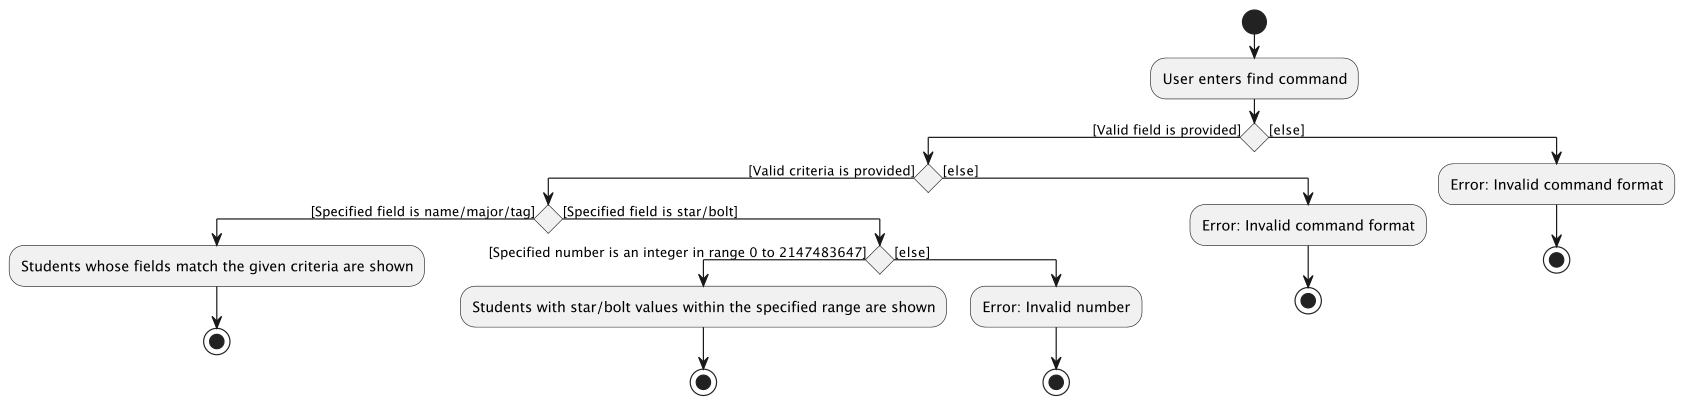 User enters find command
[Valid field is provided]
[else]
[Valid criteria is provided]
[else]
Error: Invalid command format
[Specified field is name/major/tag]
[Specified field is star/bolt]
Error: Invalid command format
Students whose fields match the given criteria are shown
[Specified number is an integer in range 0 to 2147483647]
[else]
Students with star/bolt values within the specified range are shown
Error: Invalid number